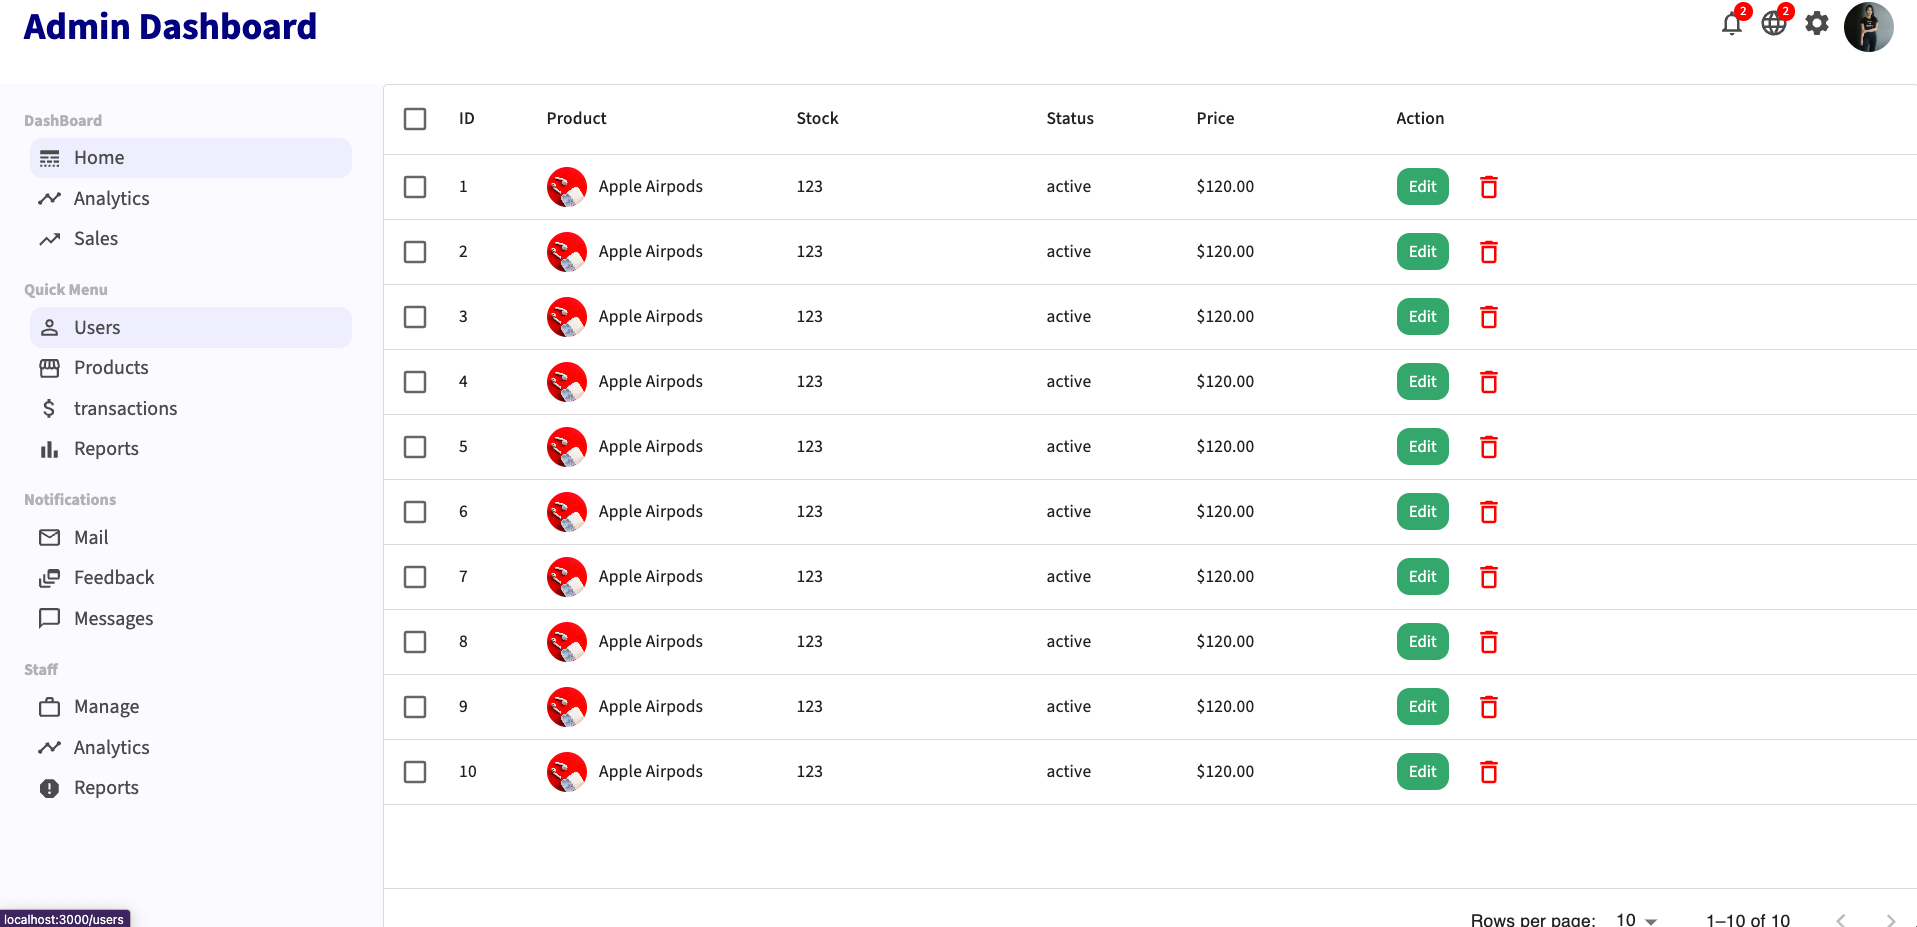 Admin Dashboard
2 2
DashBoard
Home
Analytics
Sales
Quick Menu
Users
Products
transactions
Reports
Notifications
Mail
Feedback
Messages
Staff
Manage
Analytics
Reports
ID Product Stock Status Price Action
1 Apple Airpods 123 active $120.00 Edit
2 Apple Airpods 123 active $120.00 Edit
3 Apple Airpods 123 active $120.00 Edit
4 Apple Airpods 123 active $120.00 Edit
5 Apple Airpods 123 active $120.00 Edit
6 Apple Airpods 123 active $120.00 Edit
7 Apple Airpods 123 active $120.00 Edit
8 Apple Airpods 123 active $120.00 Edit
9 Apple Airpods 123 active $120.00 Edit
10 Apple Airpods 123 active $120.00 Edit
Rows per page: 10 1–10 of 10
localhost:3000/users